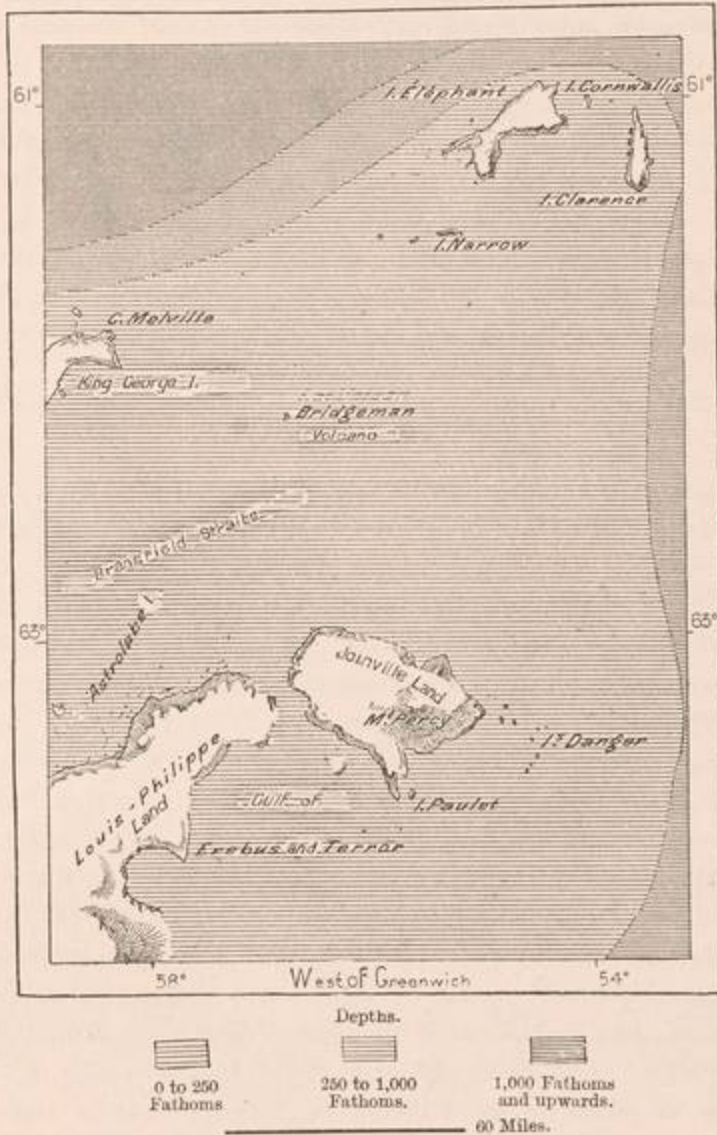 61°
I. Eléphant
I. Cornwallis
61°
I. Clarence
I. Narrow
C. Melville
King George I.
Bridgeman
Volcano
Bransfield Straits
63°
Astrolabe I.
Joinville Land
63°
Mt. Percy
It. Danger
Louis-Philippe
Land
Gulf of
I. Paulet
Erebus and Terror
58°
West of Greenwich
54°
Depths.
0 to 250
Fathoms
250 to 1,000
Fathoms.
1,000 Fathoms
and upwards.
60 Miles.